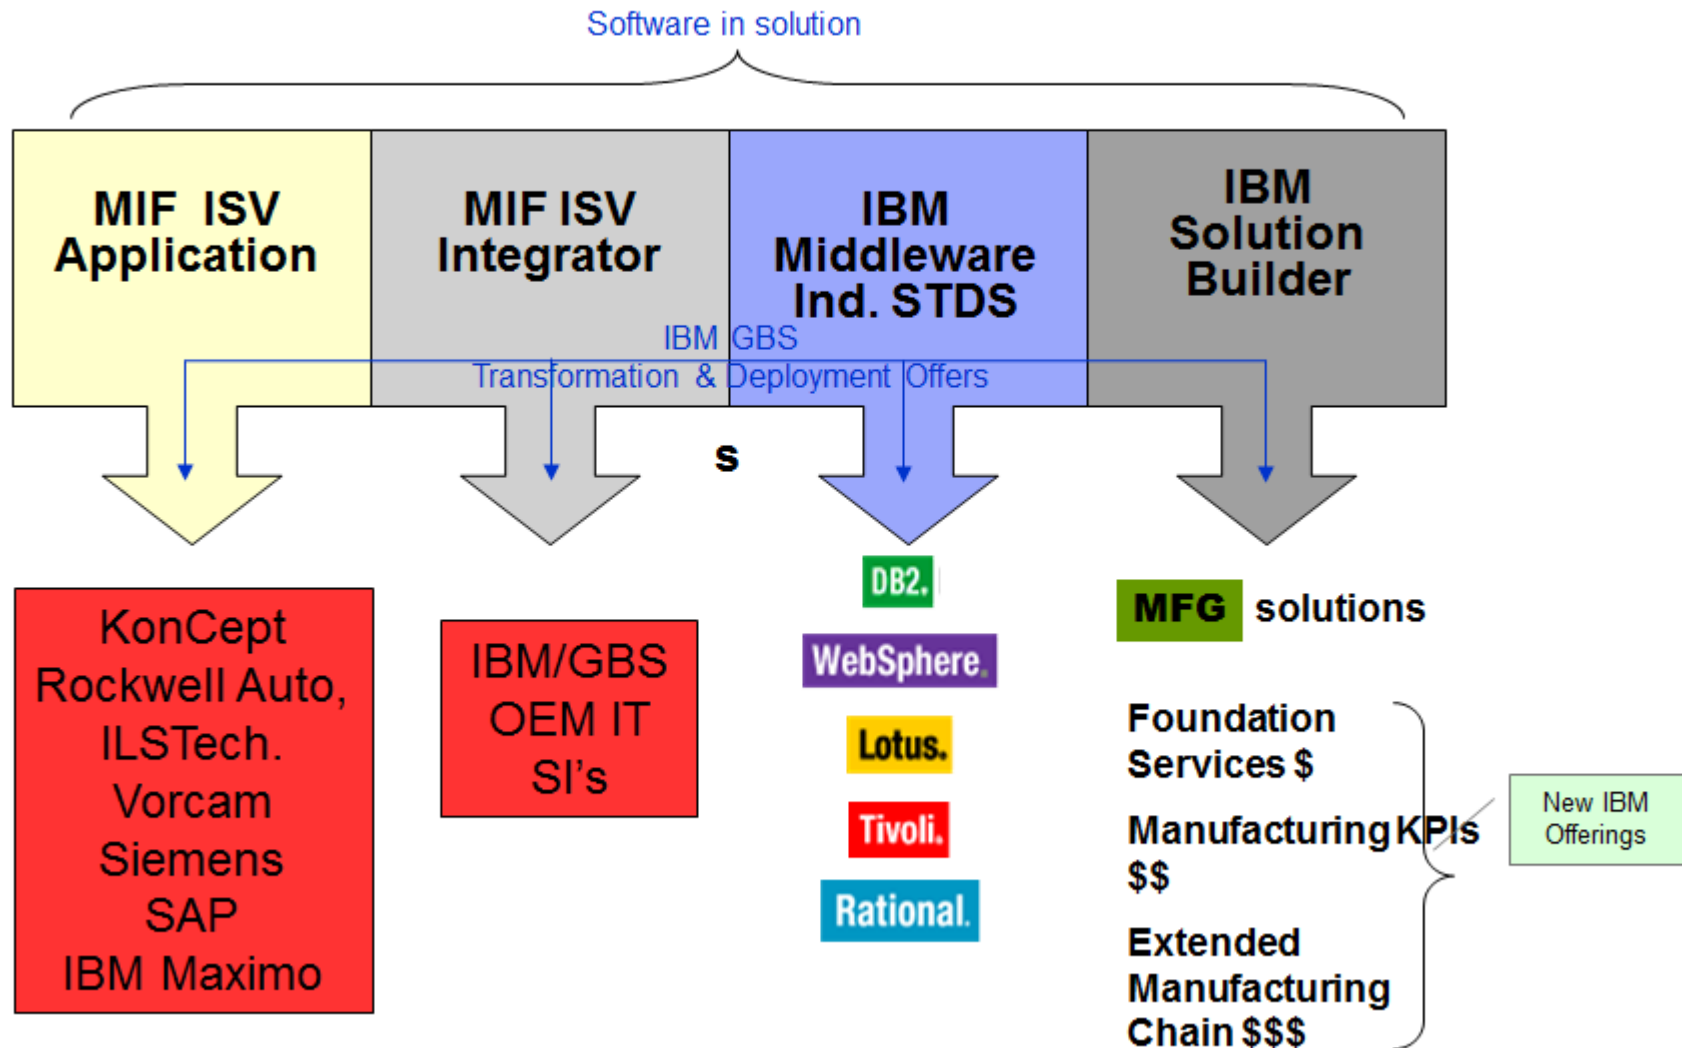 Software in solution
MIF ISV
Application
MIF ISV
Integrator
IBM
Middleware
Ind. STDS
IBM
Solution
Builder
IBM GBS
Transformation & Deployment Offers
s
KonCept
Rockwell Auto,
ILSTech.
Vorcam
Siemens
SAP
IBM Maximo
IBM/GBS
OEM IT
SI's
DB2.
WebSphere.
Lotus.
Tivoli.
Rational.
MFG solutions
Foundation
Services $
Manufacturing KPIs
$$
Extended
Manufacturing
Chain $$$
New IBM
Offerings